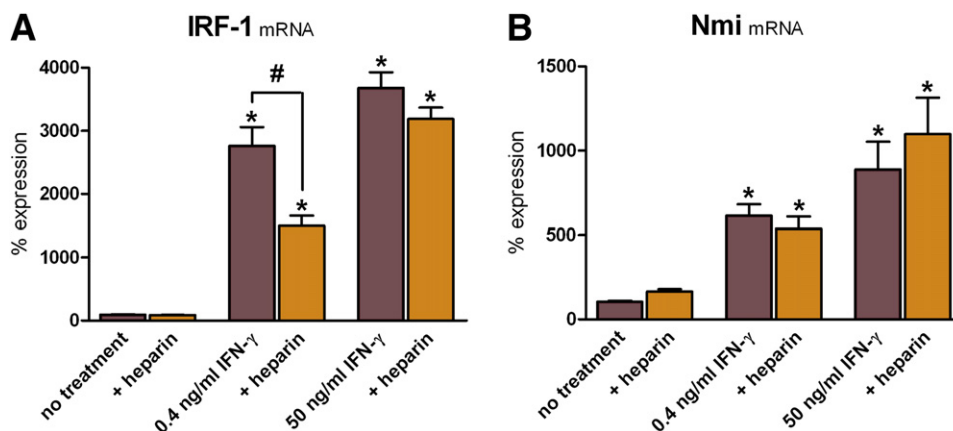 A
IRF-1 mRNA
% expression
4000
3000
2000
1000
0
#
*
*
*
*
no treatment
+ heparin
0.4 ng/ml IFN-γ
+ heparin
50 ng/ml IFN-γ
+ heparin
B
Nmi mRNA
% expression
1500
1000
500
0
*
*
*
*
no treatment
+ heparin
0.4 ng/ml IFN-γ
+ heparin
50 ng/ml IFN-γ
+ heparin